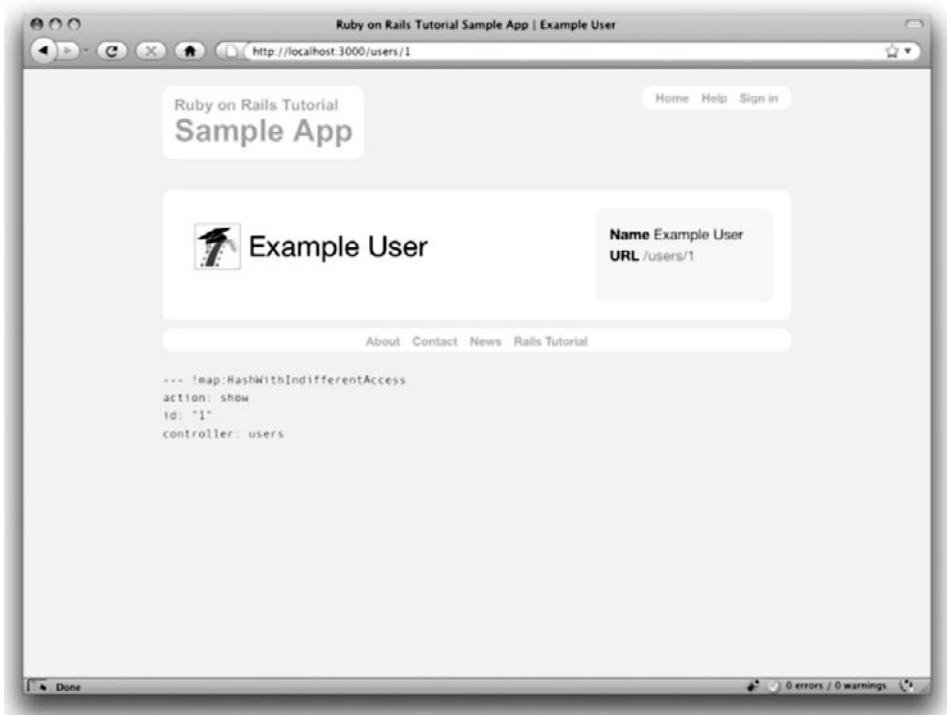 Ruby on Rails Tutorial Sample App | Example User
http://localhost:3000/users/1
Ruby on Rails Tutorial
Sample App
Home Help Sign in
Example User
Name Example User
URL /users/1
About Contact News Rails Tutorial
--- !map:HashWithIndifferentAccess
action: show
id: "1"
controller: users
Done
0 errors / 0 warnings